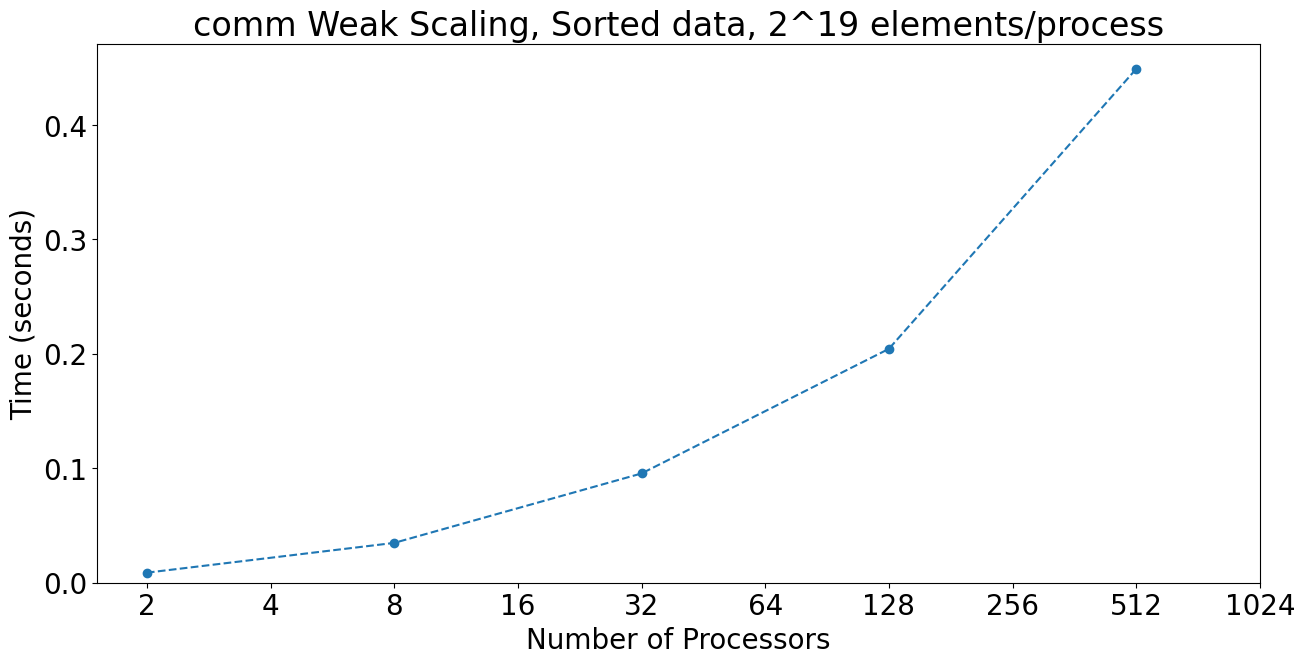 comm Weak Scaling, Sorted data, 2^19 elements/process
Time (seconds)
0.4
0.3
0.2
0.1
0.0
2 4 8 16 32 64 128 256 512 1024
Number of Processors